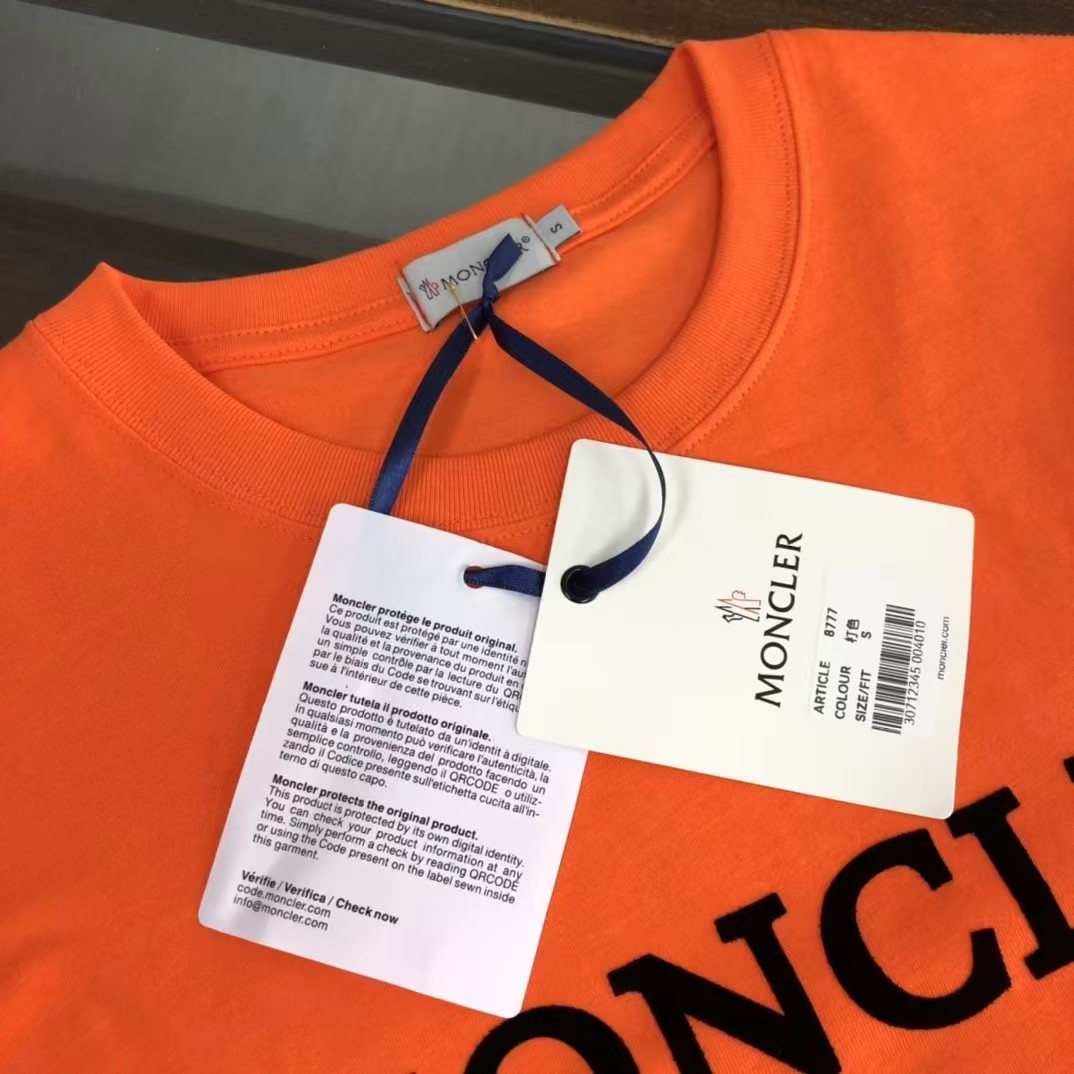 MONCLER®
S
Moncler protége le produit original.
Ce produit est protégé par une identité n
Vous pouvez vérifier à tout moment l'au
la qualité et la provenance du produit en
un simple contrôle par la lecture du QR
par le biais du Code se trouvant sur l'étiq
sue à l'intérieur de cette pièce.
Moncler tutela il prodotto originale.
Questo prodotto è tutelato da un'identit à digitale.
In qualsiasi momento può verificare l'autenticità, la
qualità e la provenienza del prodotto facendo un
semplice controllo, leggendo il QRCODE o utiliz-
zando il Codice presente sull'etichetta cucita all'in-
terno di questo capo.
Moncler protects the original product.
This product is protected by its own digital identity.
You can check your product information at any
time. Simply perform a check by reading QRCODE
or using the Code present on the label sewn inside
this garment.
Vérifie / Verifica / Check now
code.moncler.com
info@moncler.com
MONCLER
ARTICLE 8777
COLOUR 色
SIZE/FIT S
30712345 004010
moncler.com
ONCL